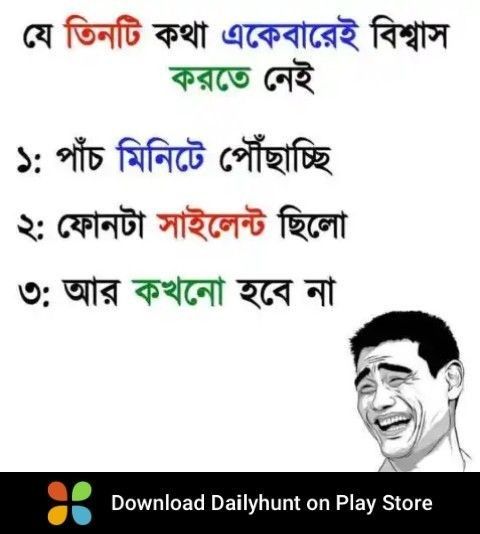 যে তিনটি কথা একেবারেই বিশ্বাস
করতে নেই
১: পাঁচ মিনিটে পৌঁছাচ্ছি
২: ফোনটা সাইলেন্ট ছিলো
৩: আর কখনো হবে না
Download Dailyhunt on Play Store